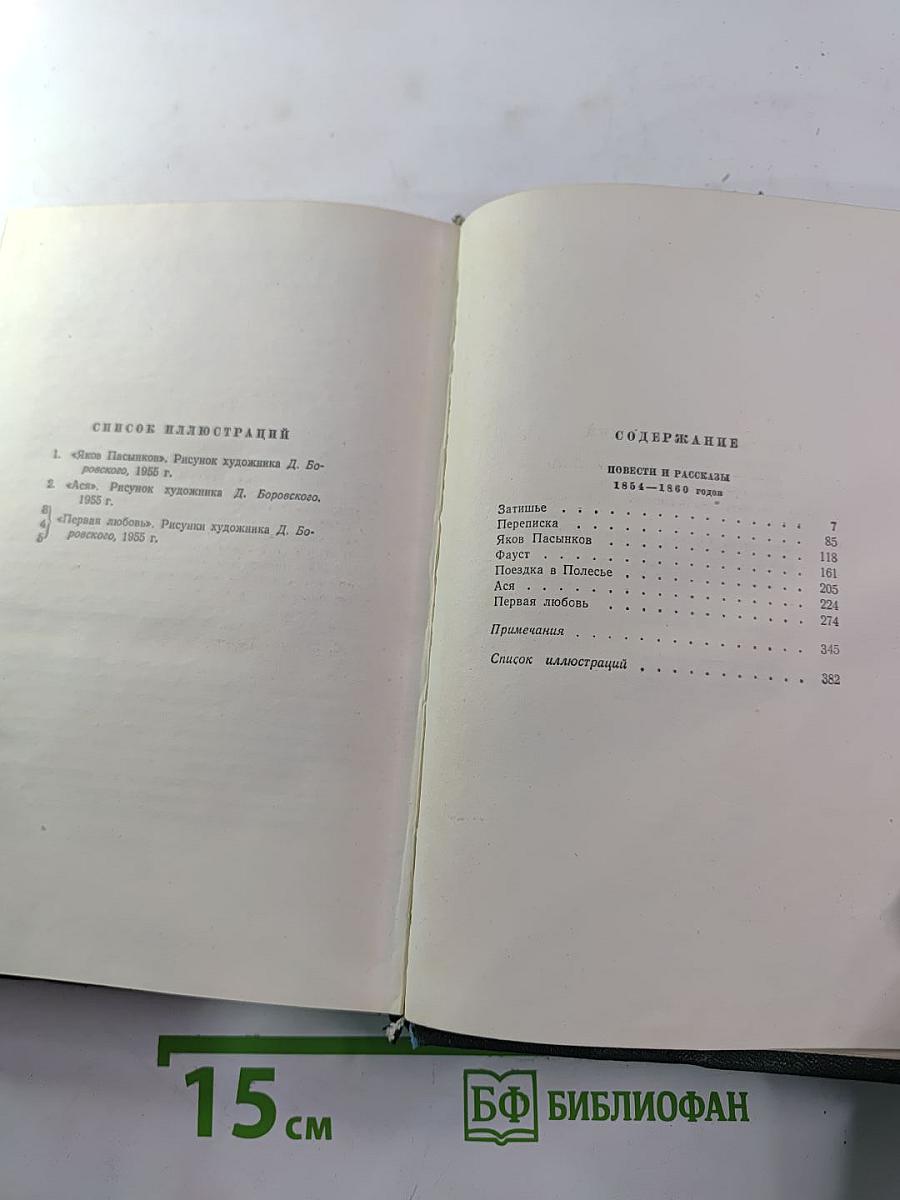 СПИСОК ИЛЛЮСТРАЦИЙ
1. «Яков Пасынков». Рисунок художника Д. Бо-
ровского, 1955 г.
2. «Ася». Рисунок художника Д. Боровского,
1955 г.
3
4 «Первая любовь». Рисунки художника Д. Бо-
5 ровского, 1955 г.
СОДЕРЖАНИЕ
ПОВЕСТИ И РАССКАЗЫ
1854—1860 годов
Затишье . . . . . . . . . . . . . . 7
Переписка . . . . . . . . . . . . . 85
Яков Пасынков . . . . . . . . . . . 118
Фауст . . . . . . . . . . . . . . . 161
Поездка в Полесье . . . . . . . . . 205
Ася . . . . . . . . . . . . . . . . 224
Первая любовь . . . . . . . . . . . 274
Примечания . . . . . . . . . . . . 345
Список иллюстраций . . . . . . . . 382
15 см
БФ БИБЛИОФАН